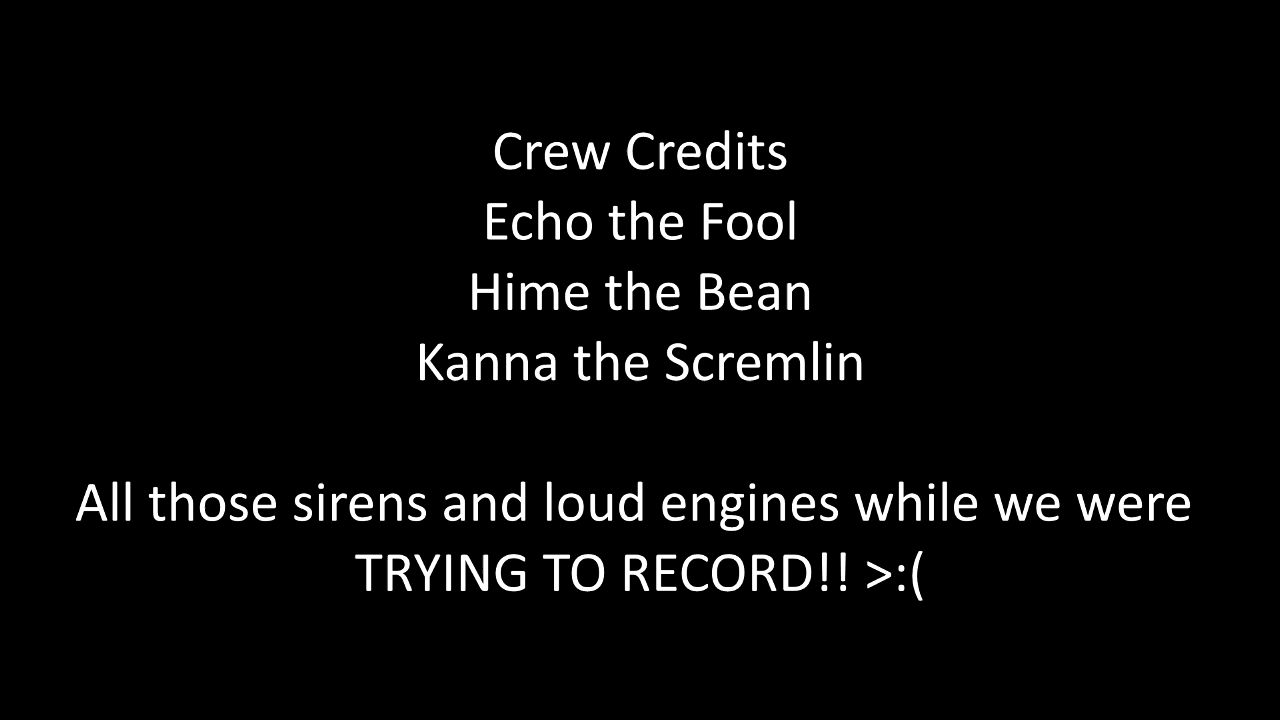 Crew Credits
Echo the Fool
Hime the Bean
Kanna the Scremlin
All those sirens and loud engines while we were
TRYING TO RECORD!! >:(